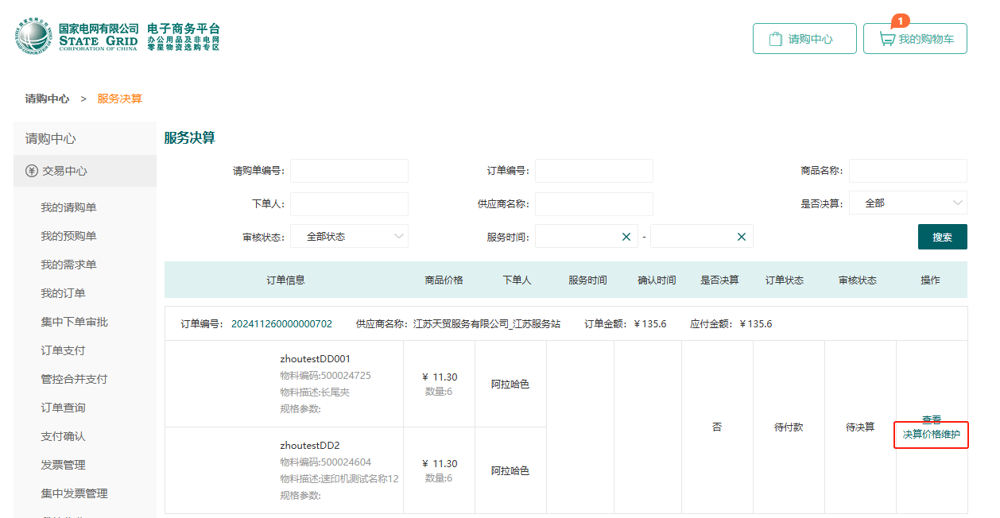 国家电网有限公司
STATE GRID
CORPORATION OF CHINA
电子商务平台
办公用品及非电网
零星物资选购专区
请购中心
1
我的购物车
请购中心 > 服务决算
请购中心
交易中心
我的请购单
我的预购单
我的需求单
我的订单
集中下单审批
订单支付
管控合并支付
订单查询
支付确认
发票管理
集中发票管理
服务决算
请购单编号:
订单编号:
商品名称:
下单人:
供应商名称:
是否决算: 全部
审核状态: 全部状态
服务时间: -
搜索
订单信息 商品价格 下单人 服务时间 确认时间 是否决算 订单状态 审核状态 操作
订单编号: 202411260000000702 供应商名称: 江苏天贸服务有限公司_江苏服务站 订单金额: ¥135.6 应付金额: ¥135.6
zhoutestDD001
物料编码:500024725
物料描述:长尾夹
规格参数:
¥ 11.30
数量:6
阿拉哈色
zhoutestDD2
物料编码:500024604
物料描述:速印机测试名称12
规格参数:
¥ 11.30
数量:6
阿拉哈色
否
待付款
待决算
查看
决算价格维护